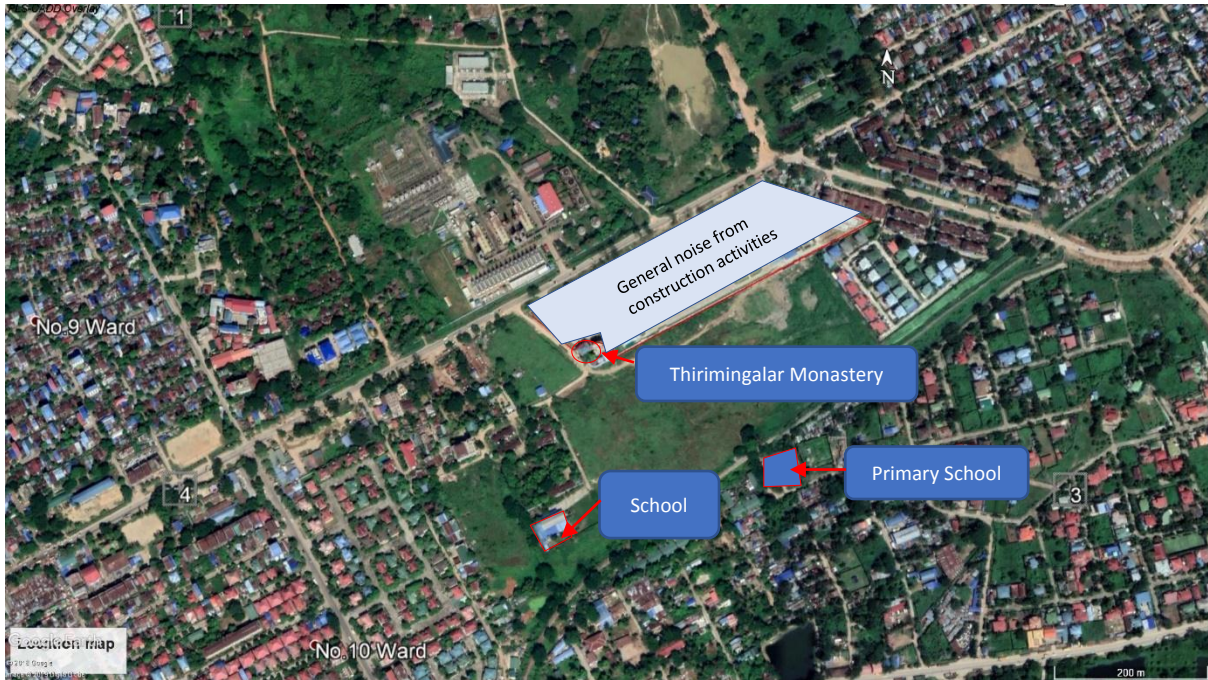 1
N
General noise from
construction activities
No.9 Ward
Thirimingalar Monastery
Primary School
School
4
3
No.10 Ward
Location map
200 m